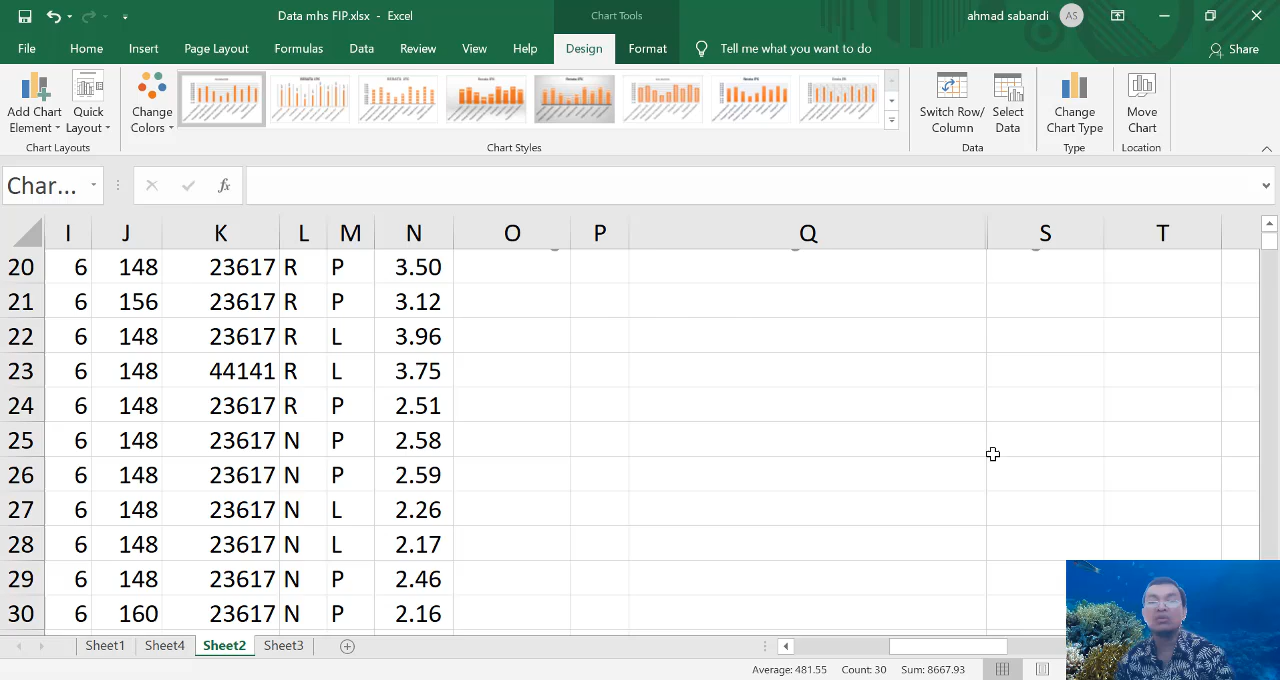 Data mhs FIP.xlsx - Excel
Chart Tools
ahmad sabandi
AS
File Home Insert Page Layout Formulas Data Review View Help Design Format Tell me what you want to do Share
Add Chart Element
Quick Layout
Change Colors
Switch Row/ Column
Select Data
Change Chart Type
Move Chart
Chart Layouts
Chart Styles
Data
Type
Location
Char... fx
I J K L M N O P Q S T
20 6 148 23617 R P 3.50
21 6 156 23617 R P 3.12
22 6 148 23617 R L 3.96
23 6 148 44141 R L 3.75
24 6 148 23617 R P 2.51
25 6 148 23617 N P 2.58
26 6 148 23617 N P 2.59
27 6 148 23617 N L 2.26
28 6 148 23617 N L 2.17
29 6 148 23617 N P 2.46
30 6 160 23617 N P 2.16
Sheet1 Sheet4 Sheet2 Sheet3
Average: 481.55 Count: 30 Sum: 8667.93